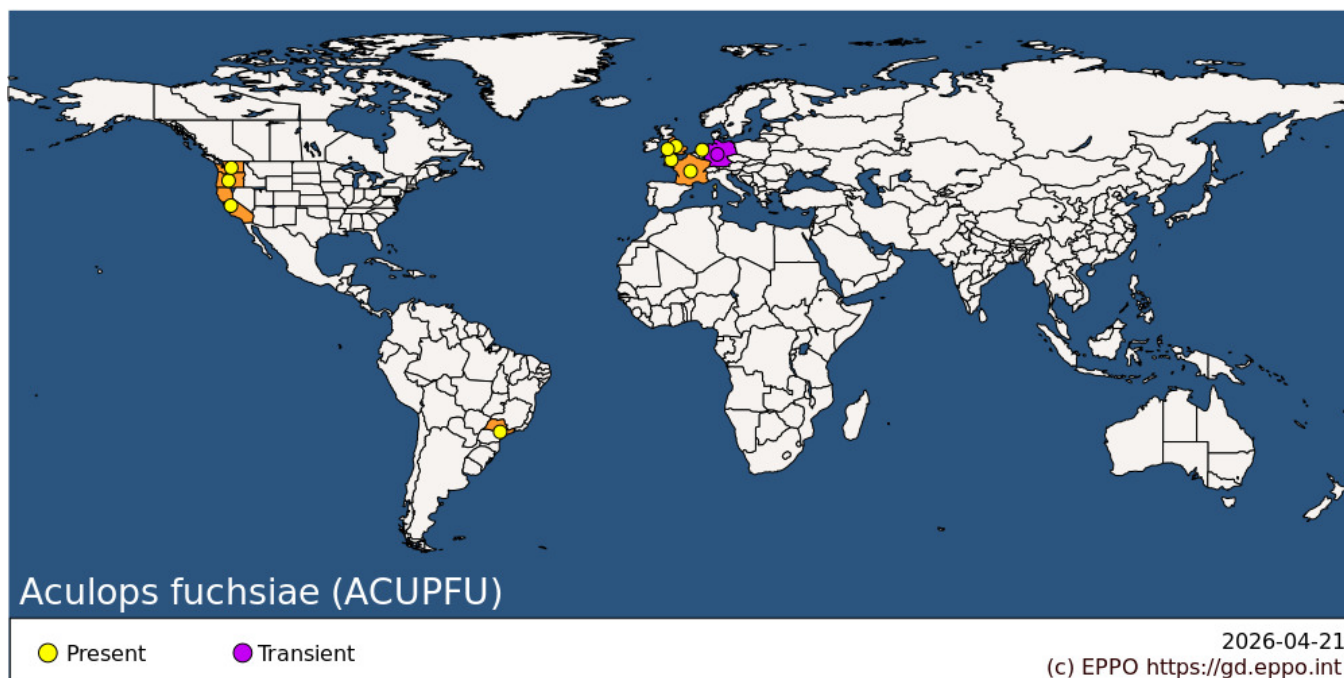 Aculops fuchsiae (ACUPFU)
Present
Transient
2026-04-21
(c) EPPO https://gd.eppo.int